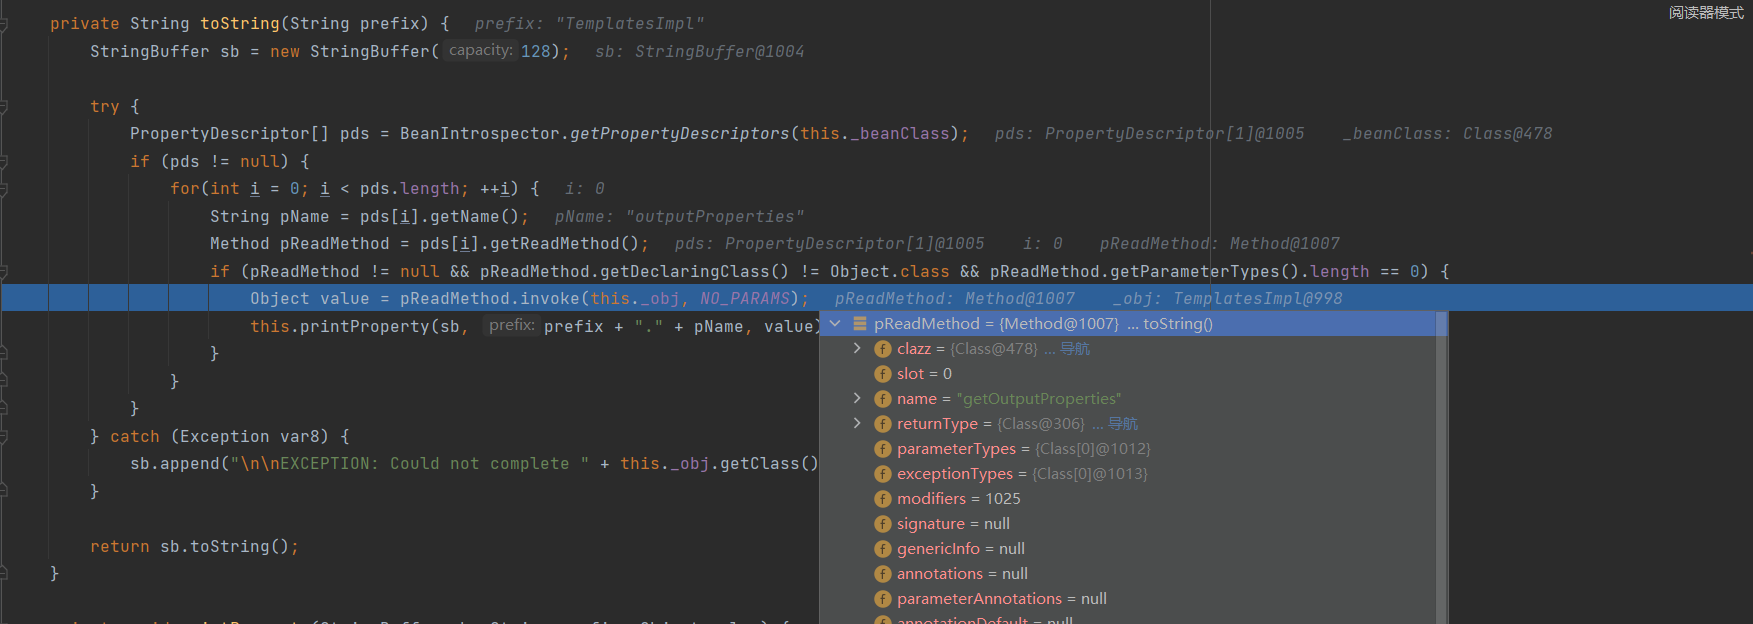 阅读器模式
private String toString(String prefix) {   prefix: "TemplatesImpl"
StringBuffer sb = new StringBuffer( capacity: 128);   sb: StringBuffer@1004
try {
PropertyDescriptor[] pds = BeanIntrospector.getPropertyDescriptors(this._beanClass);   pds: PropertyDescriptor[1]@1005    _beanClass: Class@478
if (pds != null) {
for(int i = 0; i < pds.length; ++i) {   i: 0
String pName = pds[i].getName();   pName: "outputProperties"
Method pReadMethod = pds[i].getReadMethod();   pds: PropertyDescriptor[1]@1005    i: 0    pReadMethod: Method@1007
if (pReadMethod != null && pReadMethod.getDeclaringClass() != Object.class && pReadMethod.getParameterTypes().length == 0) {
Object value = pReadMethod.invoke(this._obj, NO_PARAMS);   pReadMethod: Method@1007    _obj: TemplatesImpl@998
this.printProperty(sb, prefix: prefix + "." + pName, value)
}
}
}
} catch (Exception var8) {
sb.append("\n\nEXCEPTION: Could not complete " + this._obj.getClass()
}
return sb.toString();
}
pReadMethod = {Method@1007} ... toString()
clazz = {Class@478} ... 导航
slot = 0
name = "getOutputProperties"
returnType = {Class@306} ... 导航
parameterTypes = {Class[0]@1012}
exceptionTypes = {Class[0]@1013}
modifiers = 1025
signature = null
genericInfo = null
annotations = null
parameterAnnotations = null
annotationDefault = null